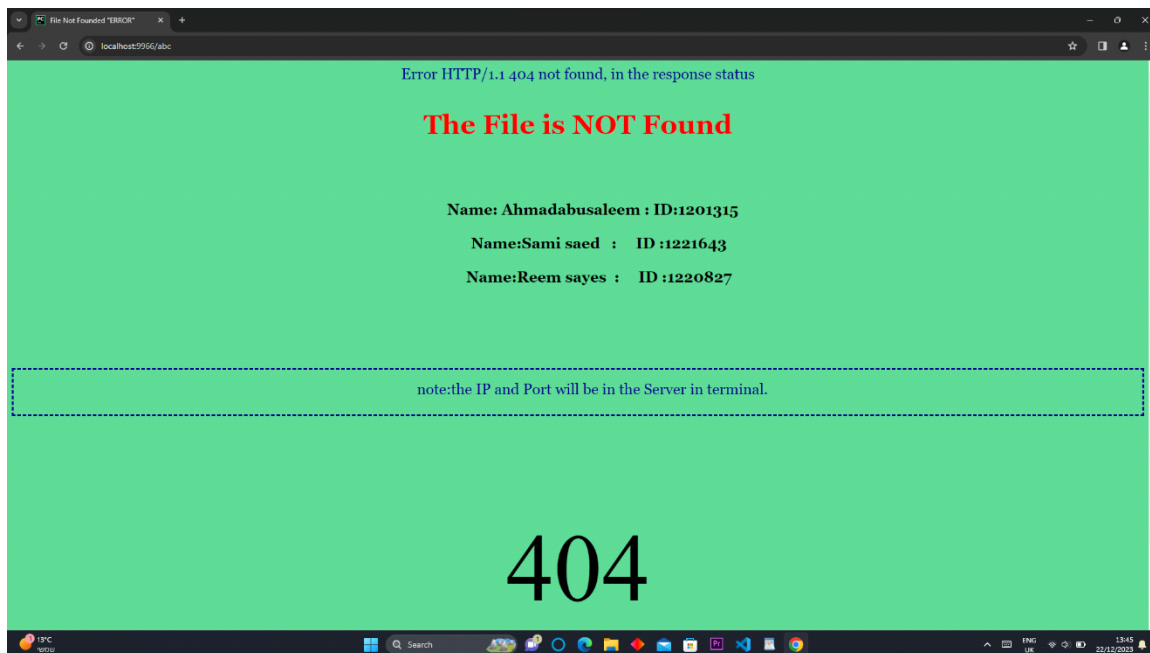 File Not Founded "ERROR"
localhost:9966/abc
Error HTTP/1.1 404 not found, in the response status
The File is NOT Found
Name: Ahmadabusaleem : ID:1201315
Name:Sami saed : ID :1221643
Name:Reem sayes : ID :1220827
note:the IP and Port will be in the Server in terminal.
404
13°C
שמשי
Search
Pr
ENG
UK
13:45
22/12/2023